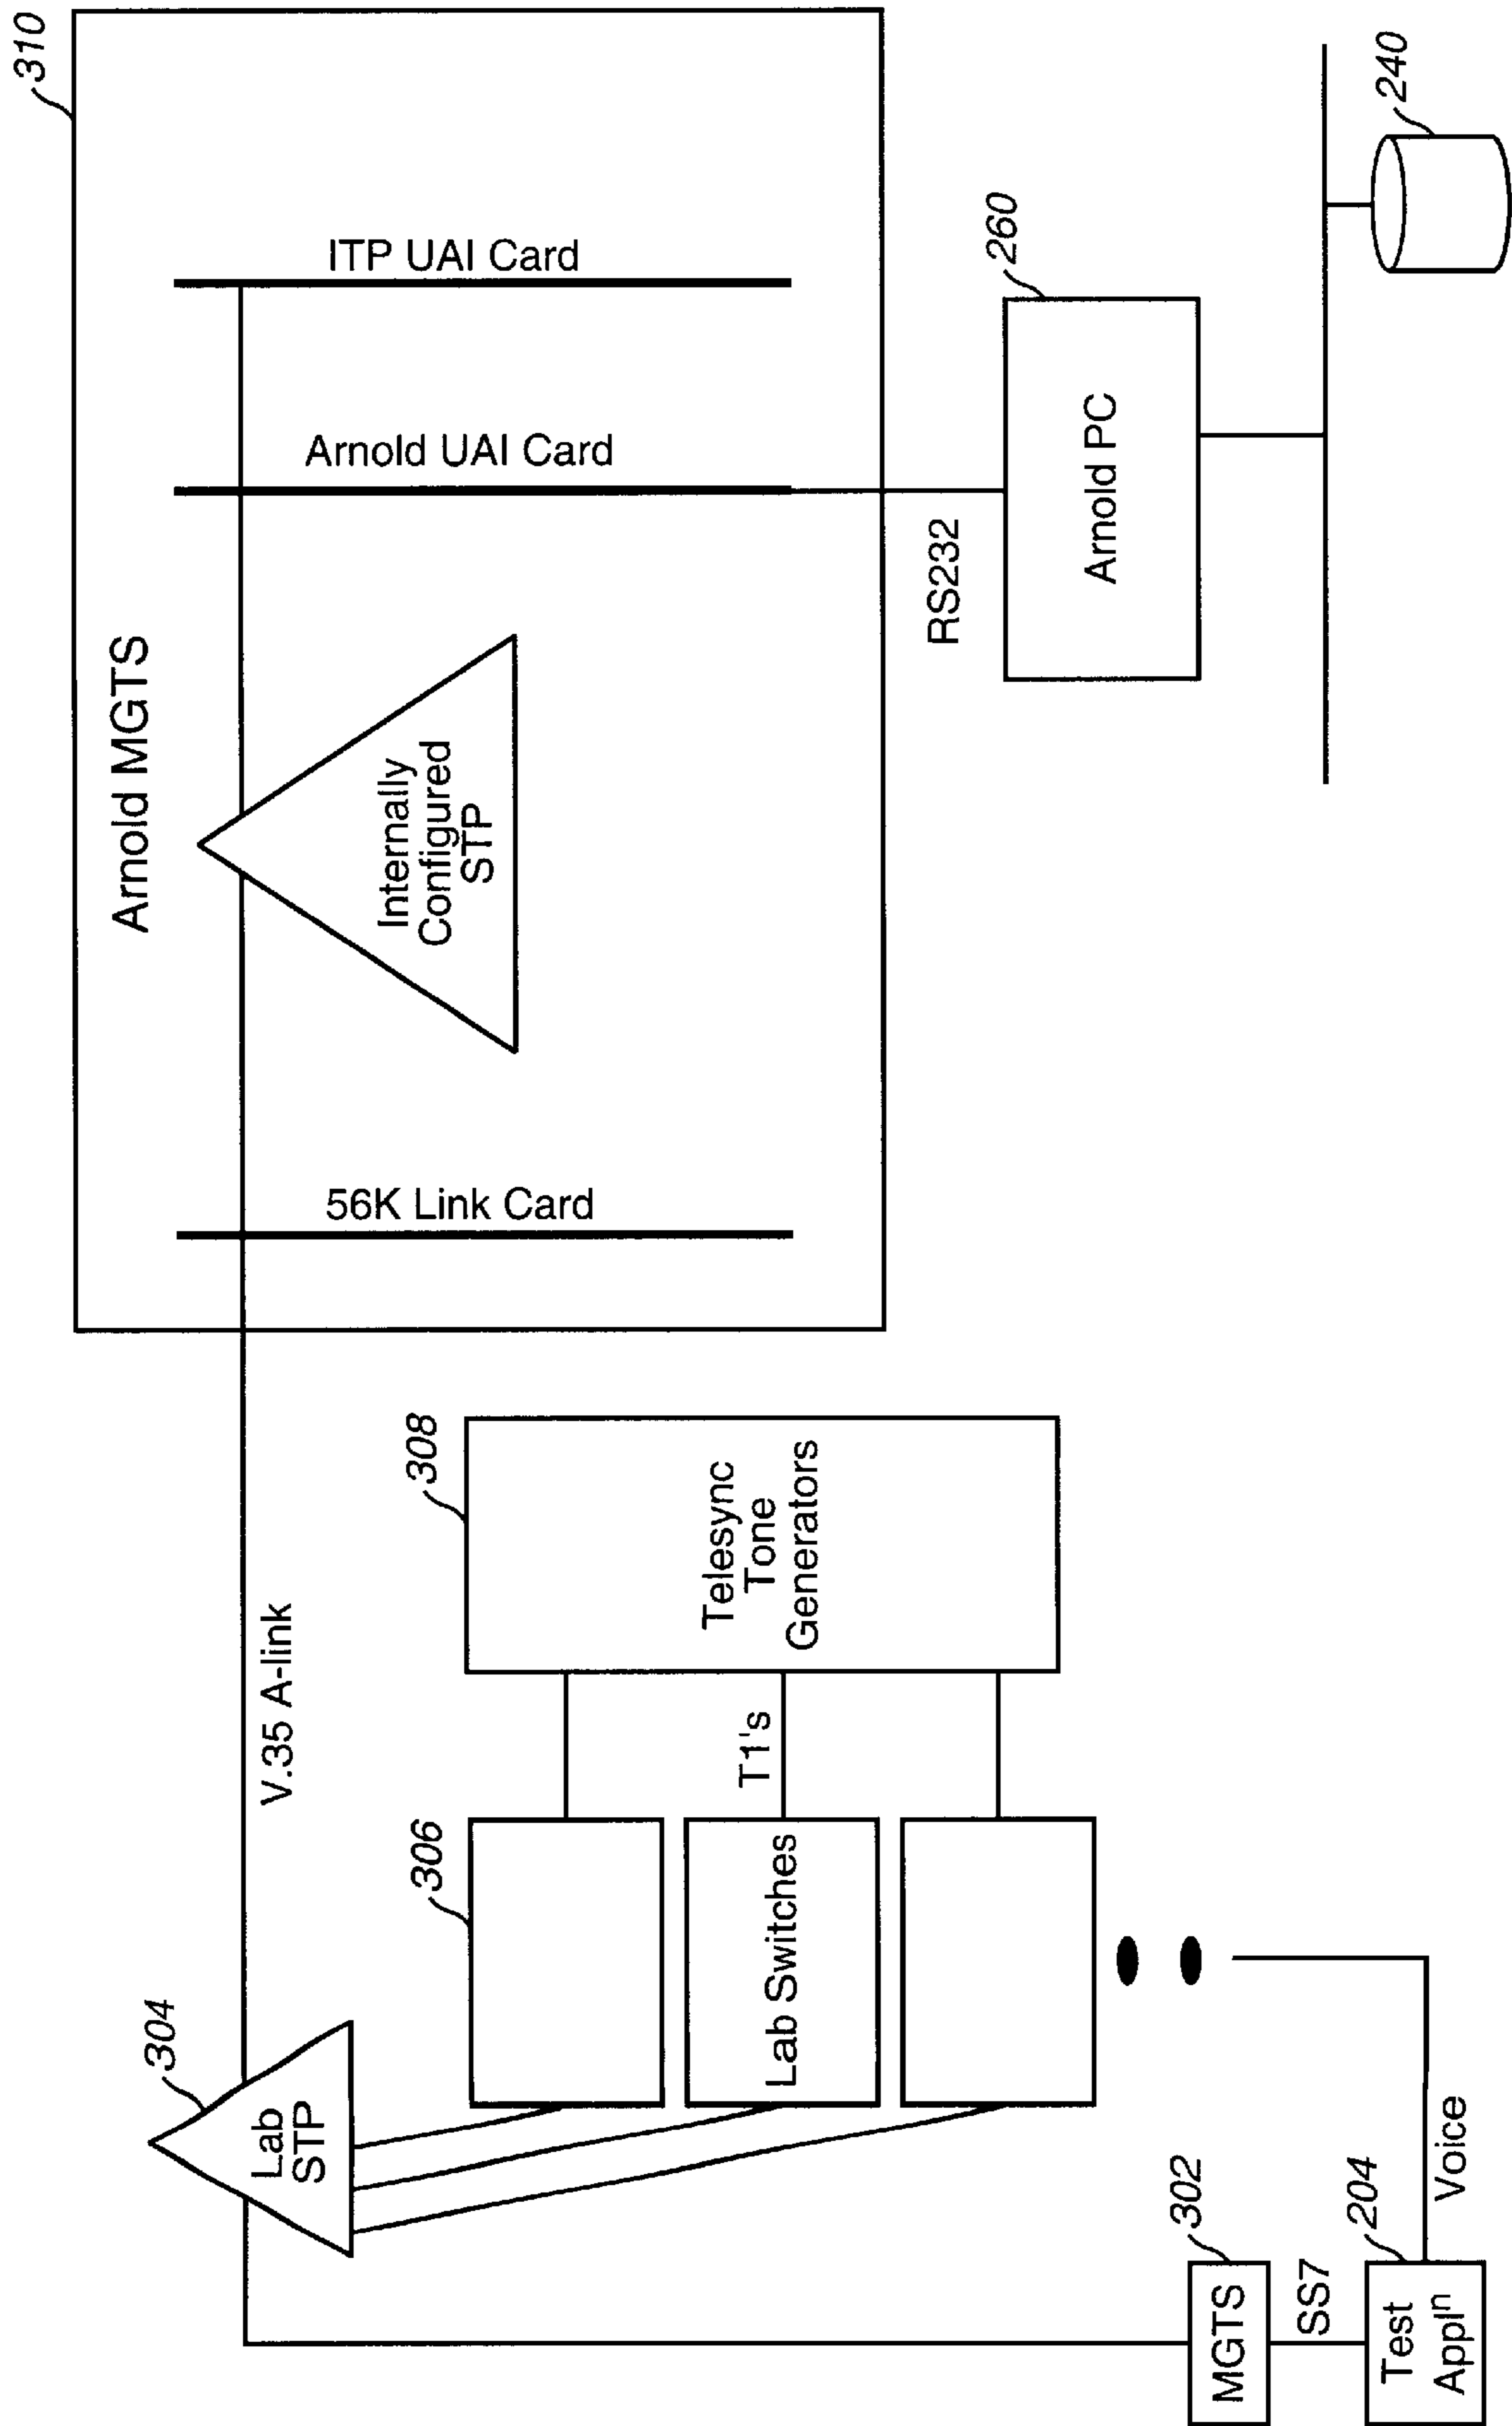 310
Arnold MGTS
ITP UAI Card
Arnold UAI Card
Internally
Configured
STP
56K Link Card
RS232
260
Arnold PC
240
V.35 A-link
304
Lab
STP
306
Lab Switches
T1's
308
Telesync
Tone
Generators
302
MGTS
SS7
204
Test
Applⁿ
Voice